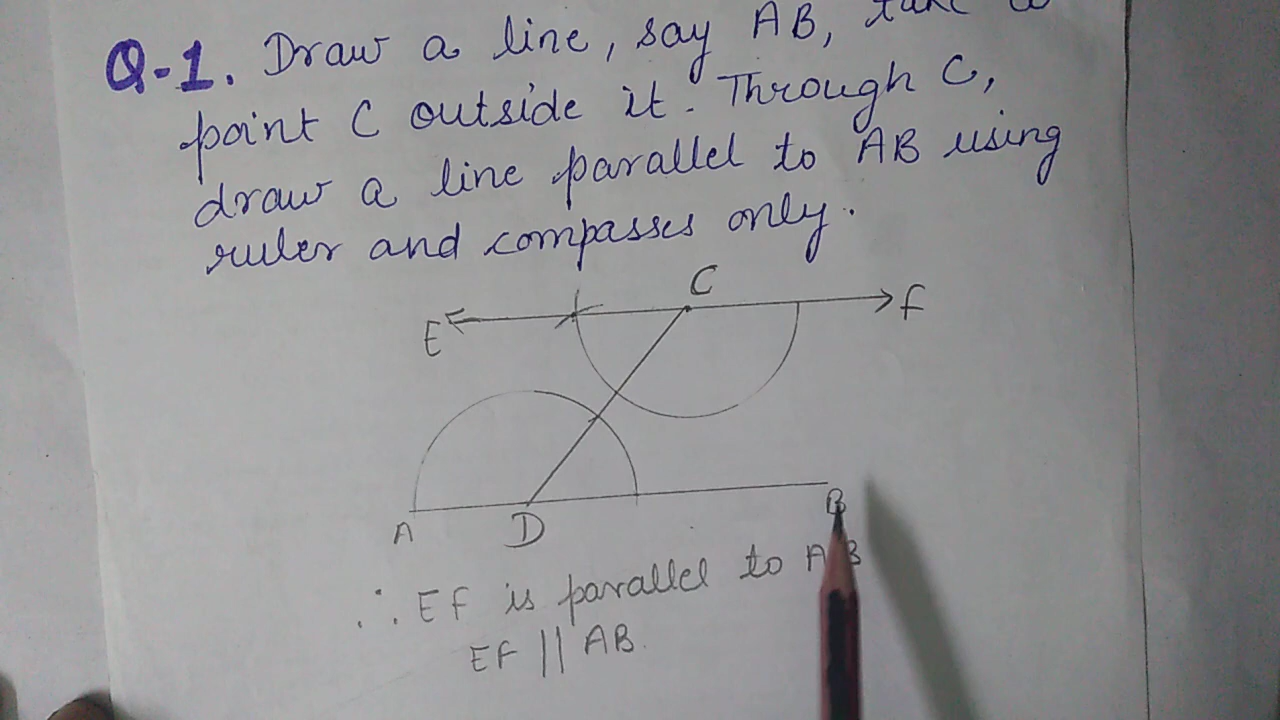 Q-1. Draw a line, say AB, take a
point C outside it. Through C,
draw a line parallel to AB using
ruler and compasses only.
C
E
F
A
D
B
∴ EF is parallel to AB
EF || AB.